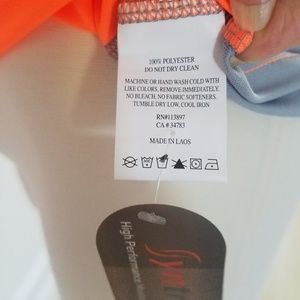 100% POLYESTER
DO NOT DRY CLEAN
MACHINE OR HAND WASH COLD WITH
LIKE COLORS. REMOVE IMMEDIATELY.
NO BLEACH, NO FABRIC SOFTENERS.
TUMBLE DRY LOW, COOL IRON
RN#113897
CA # 34783
MADE IN LAOS
High Performance